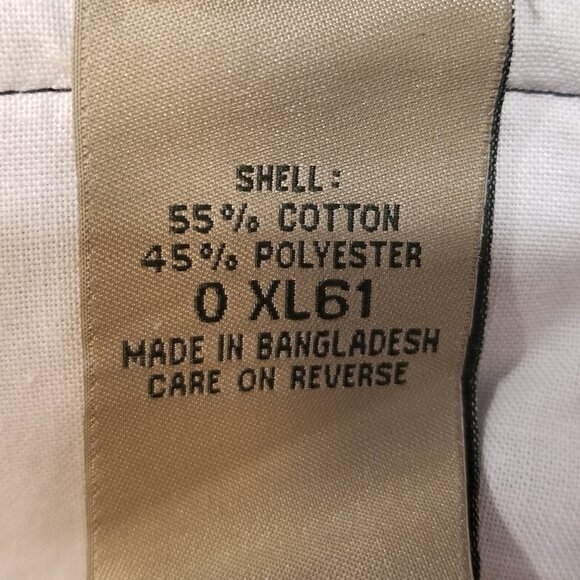 SHELL:
55% COTTON
45% POLYESTER
0 XL61
MADE IN BANGLADESH
CARE ON REVERSE